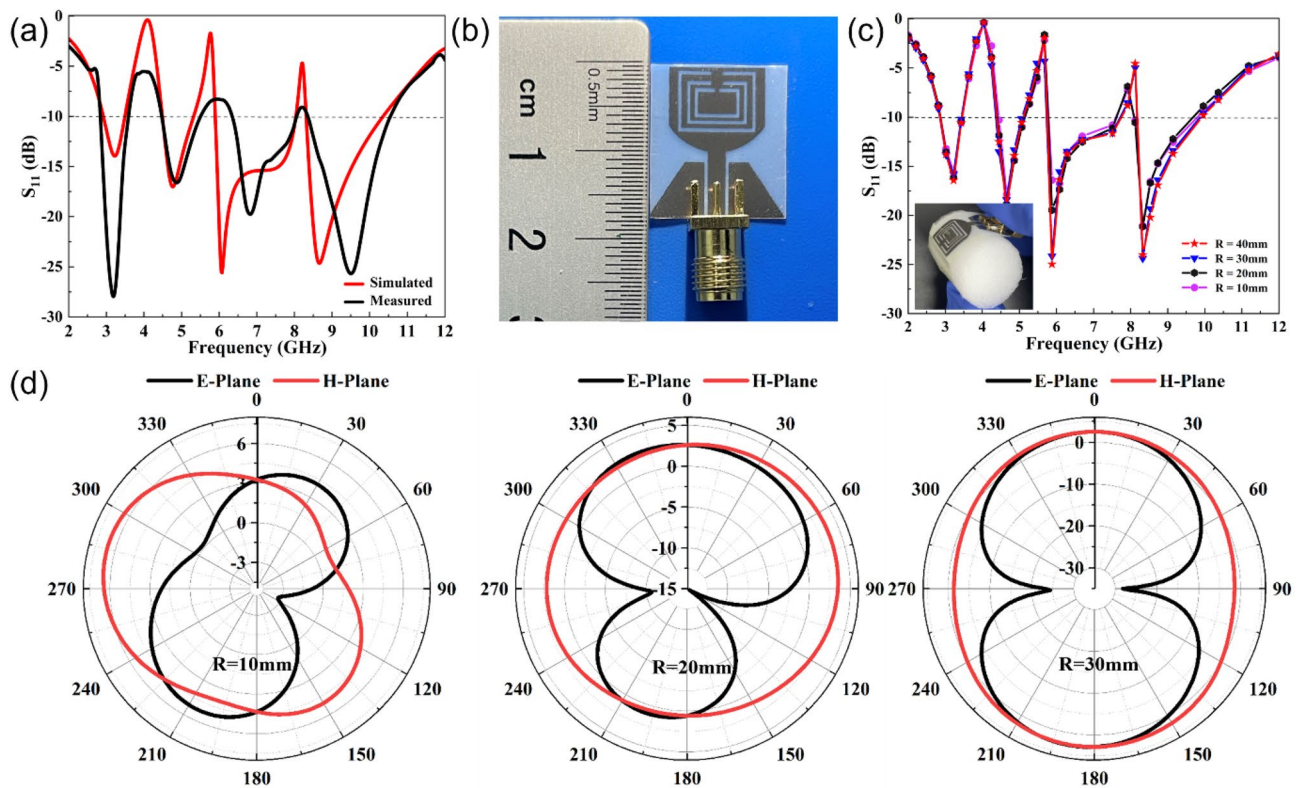 (a)
0
-5
-10
-15
-20
-25
-30
S11 (dB)
Simulated
Measured
2 3 4 5 6 7 8 9 10 11 12
Frequency (GHz)
(b)
0.5mm
cm
1
2
(c)
0
-5
-10
-15
-20
-25
-30
S11 (dB)
R = 40mm
R = 30mm
R = 20mm
R = 10mm
2 3 4 5 6 7 8 9 10 11 12
Frequency (GHz)
(d)
E-Plane H-Plane
0
330 30
300 60
270 90
240 120
210 150
180
6
3
0
-3
R=10mm
E-Plane H-Plane
0
330 30
300 60
270 90
240 120
210 150
180
5
0
-5
-10
-15
R=20mm
E-Plane H-Plane
0
330 30
300 60
270 90
240 120
210 150
180
0
-10
-20
-30
R=30mm